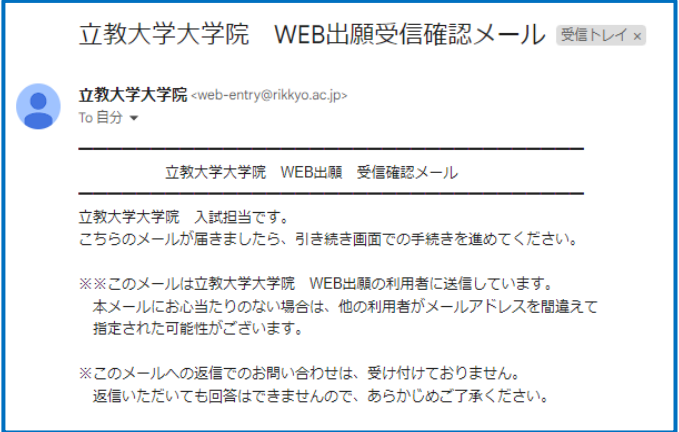 立教大学大学院　WEB出願受信確認メール 受信トレイ ×
立教大学大学院 <web-entry@rikkyo.ac.jp>
To 自分
立教大学大学院　WEB出願　受信確認メール
立教大学大学院　入試担当です。
こちらのメールが届きましたら、引き続き画面での手続きを進めてください。
※※このメールは立教大学大学院　WEB出願の利用者に送信しています。
本メールにお心当たりのない場合は、他の利用者がメールアドレスを間違えて
指定された可能性がございます。
※このメールへの返信でのお問い合わせは、受け付けておりません。
返信いただいても回答はできませんので、あらかじめご了承ください。